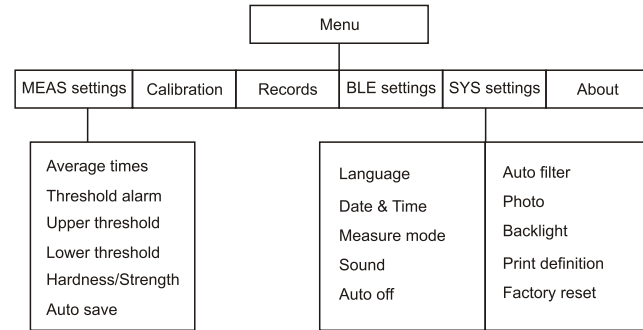 Menu
MEAS settings
Calibration
Records
BLE settings
SYS settings
About
Average times
Threshold alarm
Upper threshold
Lower threshold
Hardness/Strength
Auto save
Language
Date & Time
Measure mode
Sound
Auto off
Auto filter
Photo
Backlight
Print definition
Factory reset